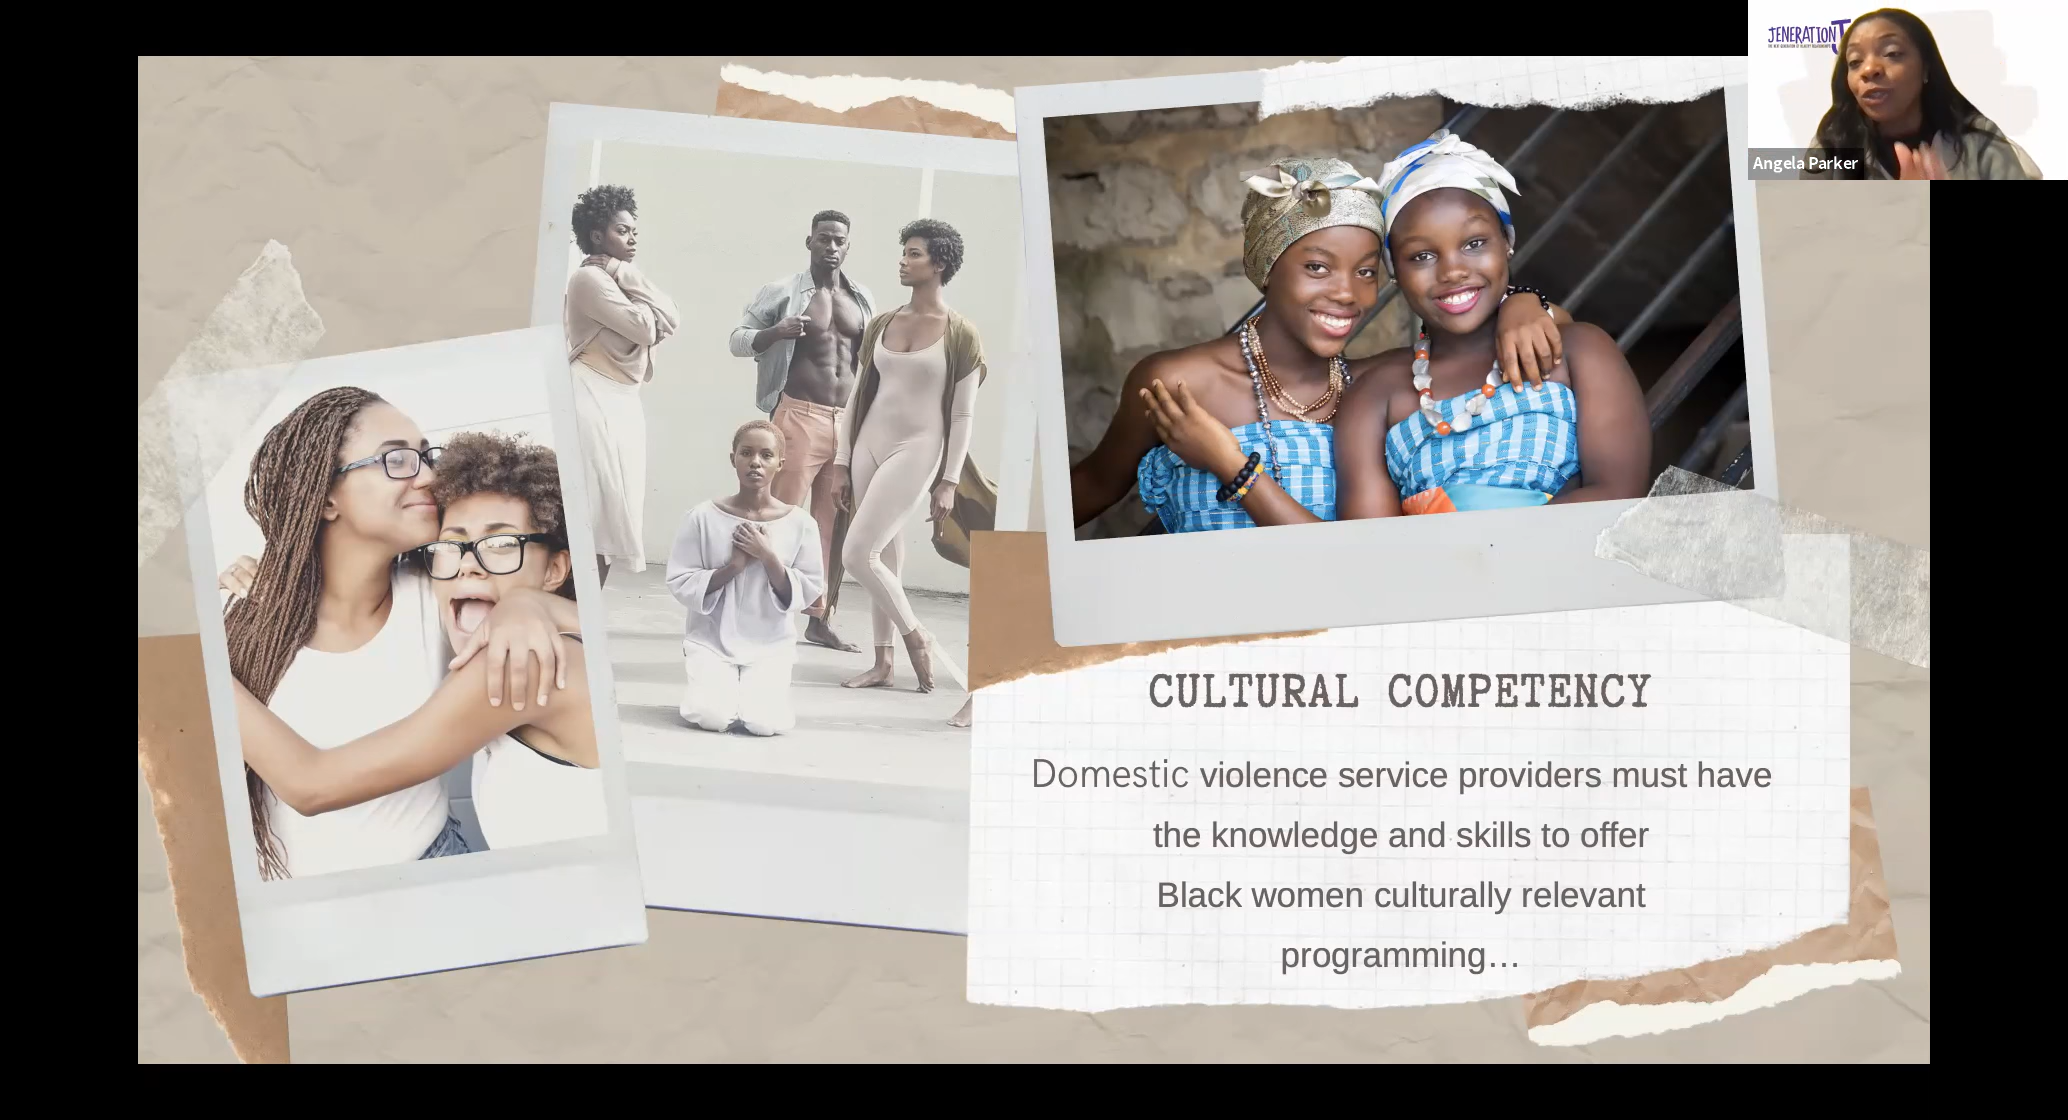 JENERATION J
Angela Parker
CULTURAL COMPETENCY
Domestic violence service providers must have
the knowledge and skills to offer
Black women culturally relevant
programming…